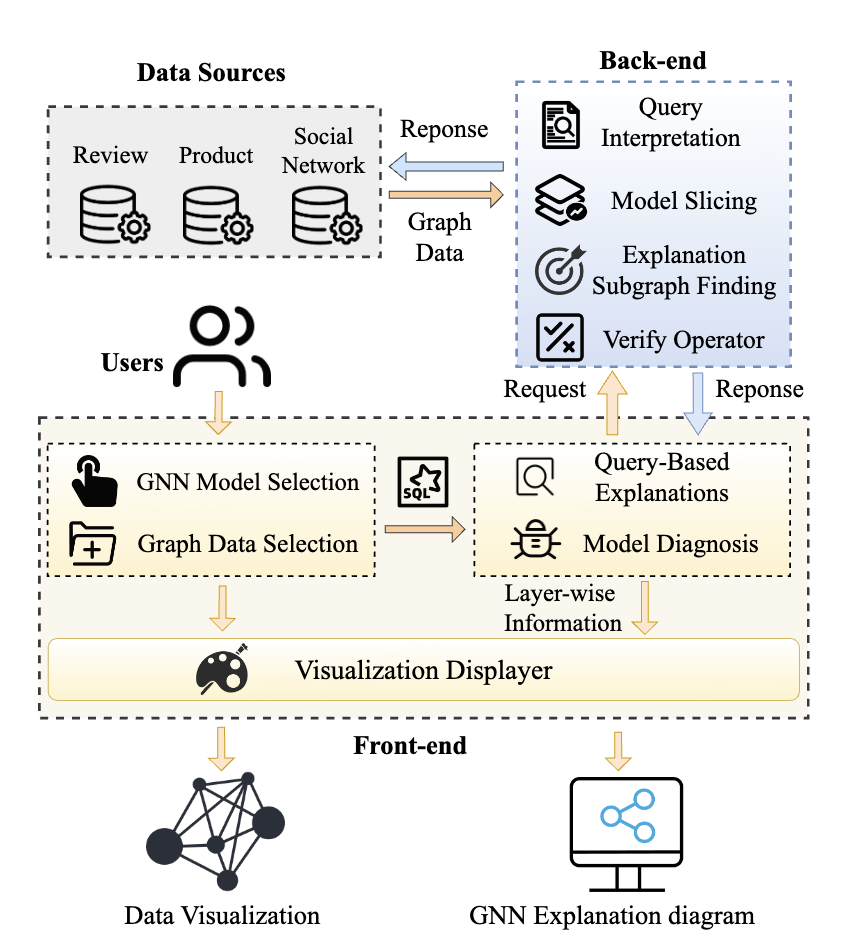 Data Sources
Review
Product
Social
Network
Reponse
Graph
Data
Back-end
Query
Interpretation
Model Slicing
Explanation
Subgraph Finding
Verify Operator
Users
Request
Reponse
GNN Model Selection
Graph Data Selection
SQL
Query-Based
Explanations
Model Diagnosis
Layer-wise
Information
Visualization Displayer
Front-end
Data Visualization
GNN Explanation diagram